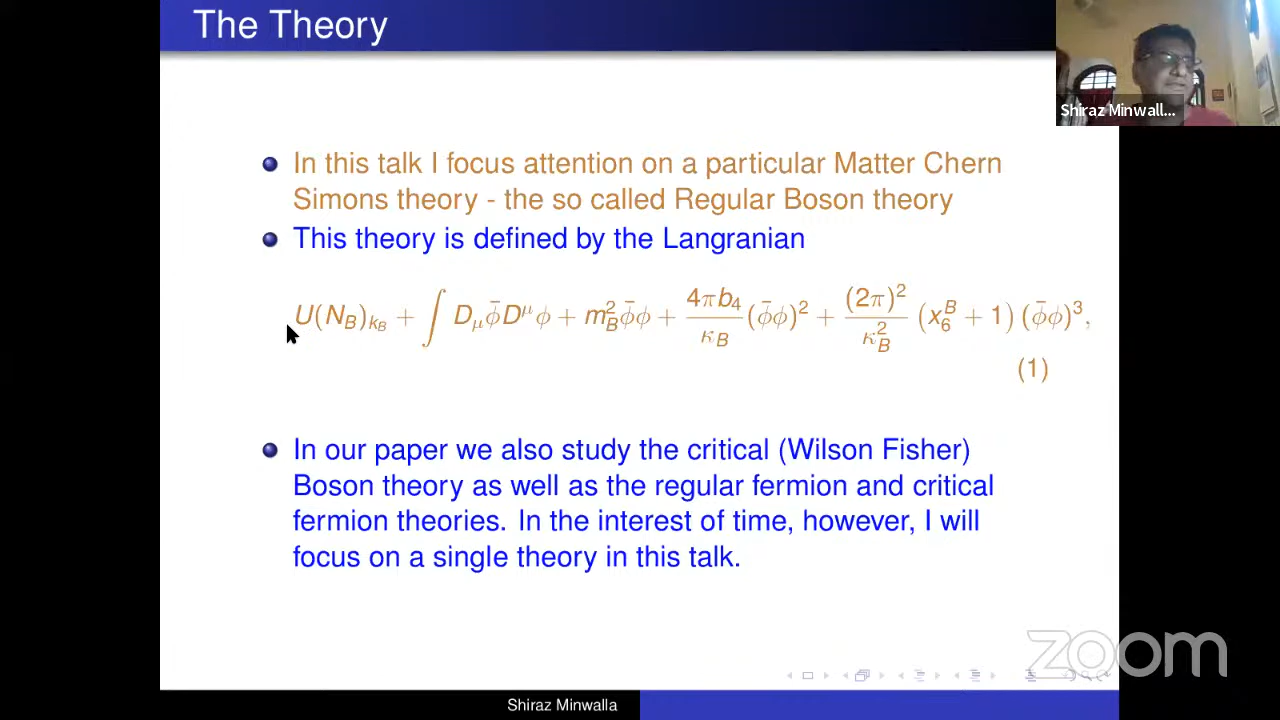 The Theory
Shiraz Minwall...
In this talk I focus attention on a particular Matter Chern
Simons theory - the so called Regular Boson theory
This theory is defined by the Langranian
U(N_B)_{k_B} + ∫ D_μ φ̄ D^μ φ + m_B^2 φ̄φ + \frac{4πb_4}{κ_B} (φ̄φ)^2 + \frac{(2π)^2}{κ_B^2} (x_6^B + 1) (φ̄φ)^3,
(1)
In our paper we also study the critical (Wilson Fisher)
Boson theory as well as the regular fermion and critical
fermion theories. In the interest of time, however, I will
focus on a single theory in this talk.
zoom
Shiraz Minwalla